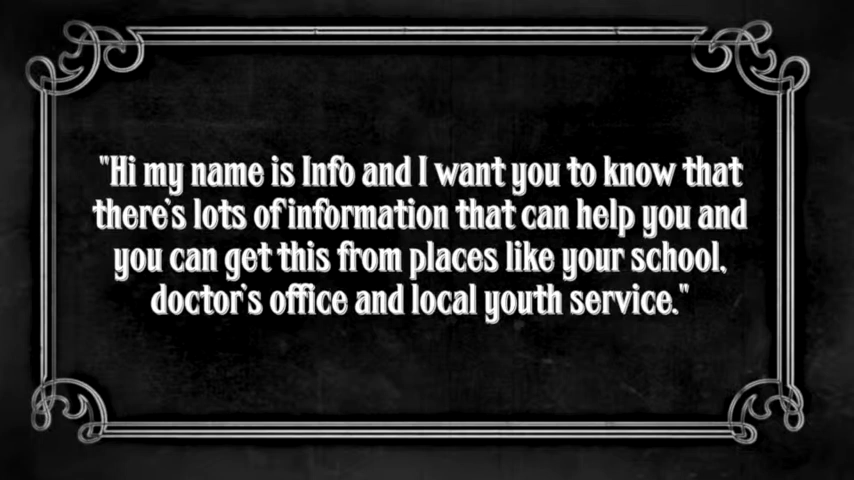 "Hi my name is Info and I want you to know that
there's lots of information that can help you and
you can get this from places like your school,
doctor's office and local youth service."